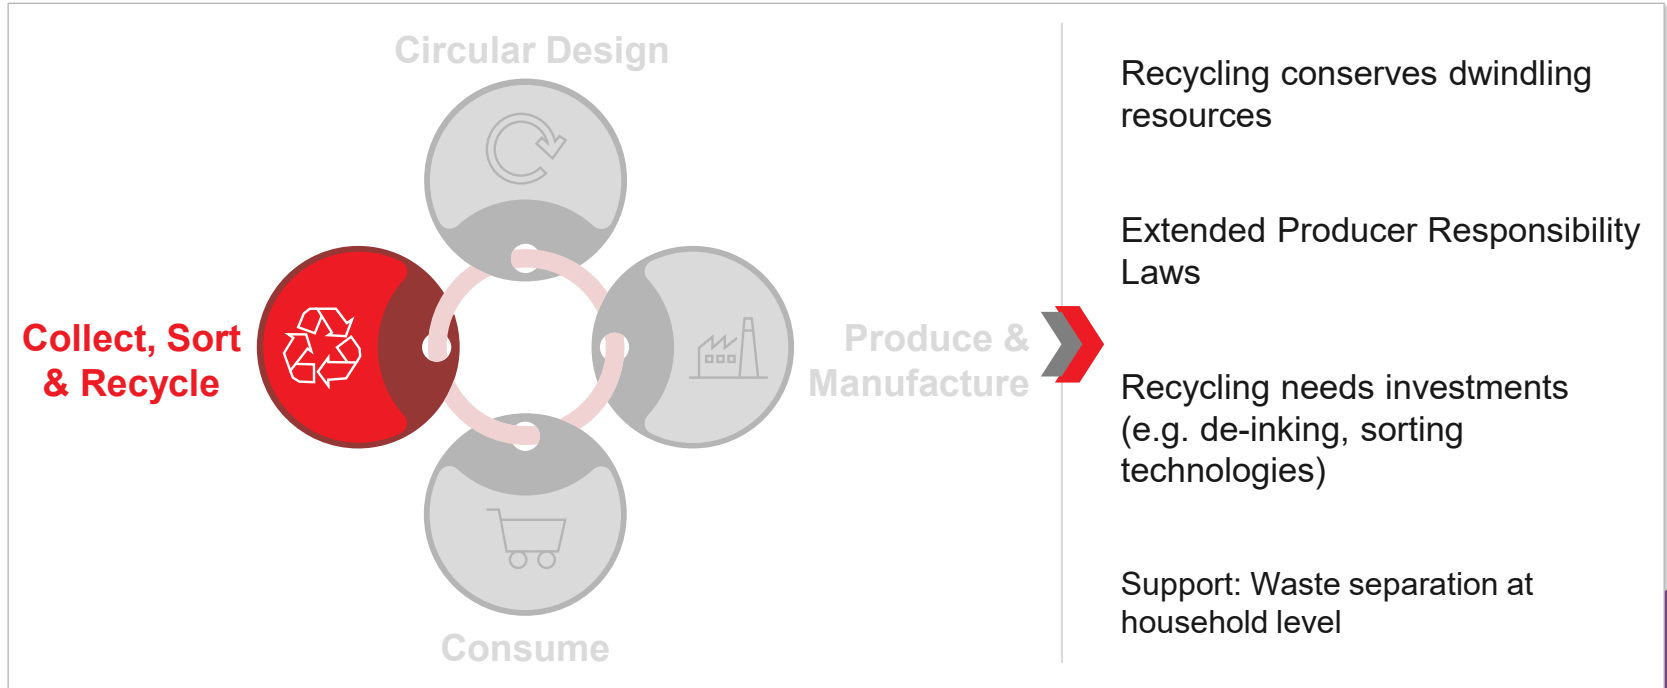 Circular Design
Collect, Sort
& Recycle
Produce &
Manufacture
Consume
Recycling conserves dwindling
resources
Extended Producer Responsibility
Laws
Recycling needs investments
(e.g. de-inking, sorting
technologies)
Support: Waste separation at
household level